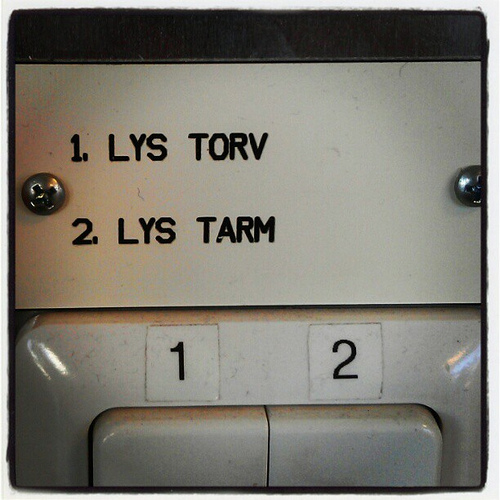 1. LYS TORV
2. LYS TARM
1 2